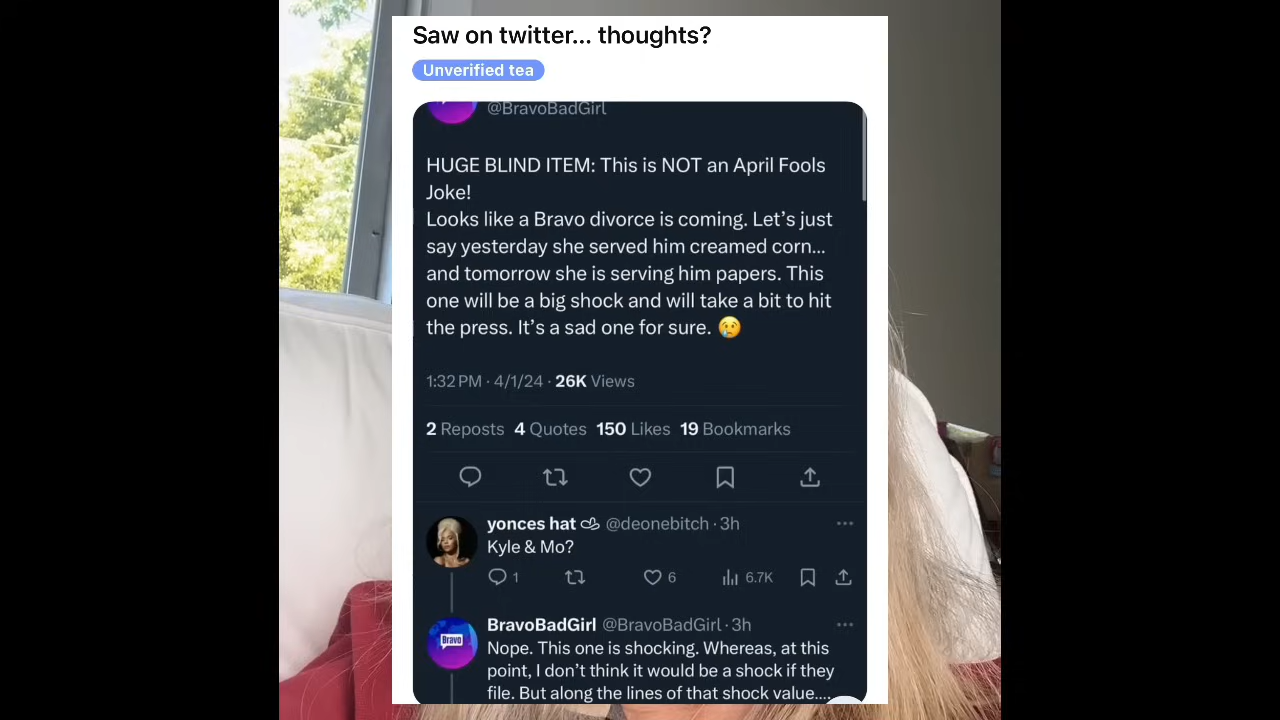 Saw on twitter... thoughts?
Unverified tea
@BravoBadGirl
HUGE BLIND ITEM: This is NOT an April Fools
Joke!
Looks like a Bravo divorce is coming. Let’s just
say yesterday she served him creamed corn...
and tomorrow she is serving him papers. This
one will be a big shock and will take a bit to hit
the press. It’s a sad one for sure. 😢
1:32 PM · 4/1/24 · 26K Views
2 Reposts 4 Quotes 150 Likes 19 Bookmarks
yonces hat @deonebitch · 3h
Kyle & Mo?
1 6 6.7K
Bravo
BravoBadGirl @BravoBadGirl · 3h
Nope. This one is shocking. Whereas, at this
point, I don’t think it would be a shock if they
file. But along the lines of that shock value....